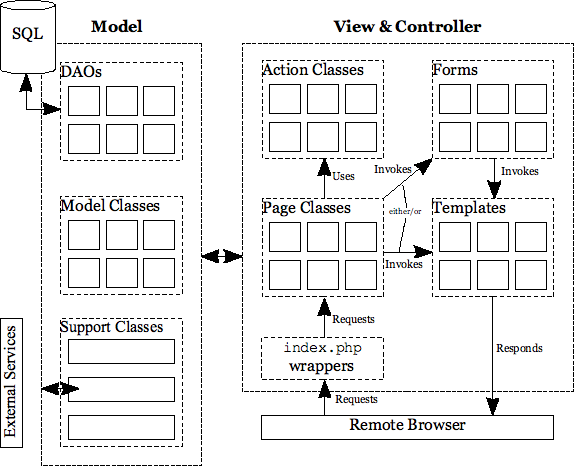 SQL
Model
View & Controller
DAOs
Action Classes
Forms
Uses
Invokes
Invokes
Model Classes
Page Classes
either/or
Templates
Invokes
External Services
Support Classes
Requests
index.php
wrappers
Responds
Requests
Remote Browser